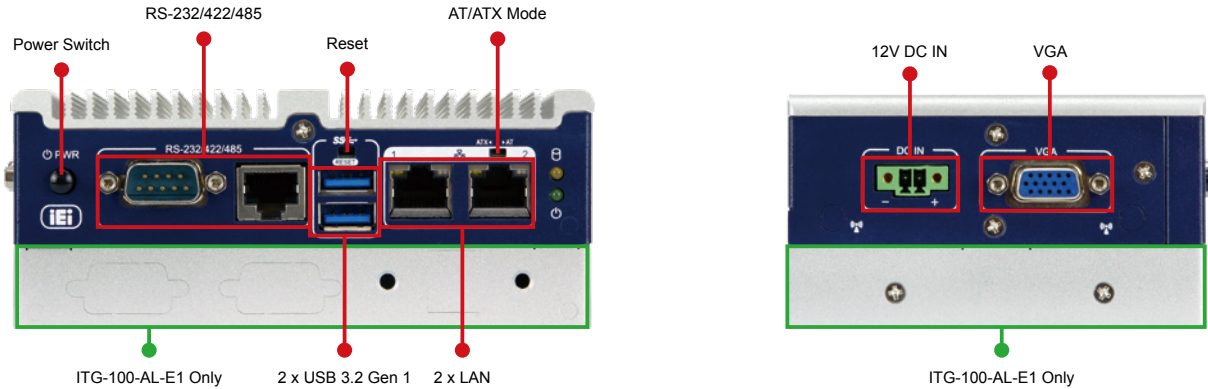 RS-232/422/485
AT/ATX Mode
Power Switch
Reset
12V DC IN
VGA
SS
RESET
PWR
RS-232/422/485
1
ATX
AT
2
iEi
DC IN
VGA
- +
ITG-100-AL-E1 Only
2 x USB 3.2 Gen 1
2 x LAN
ITG-100-AL-E1 Only